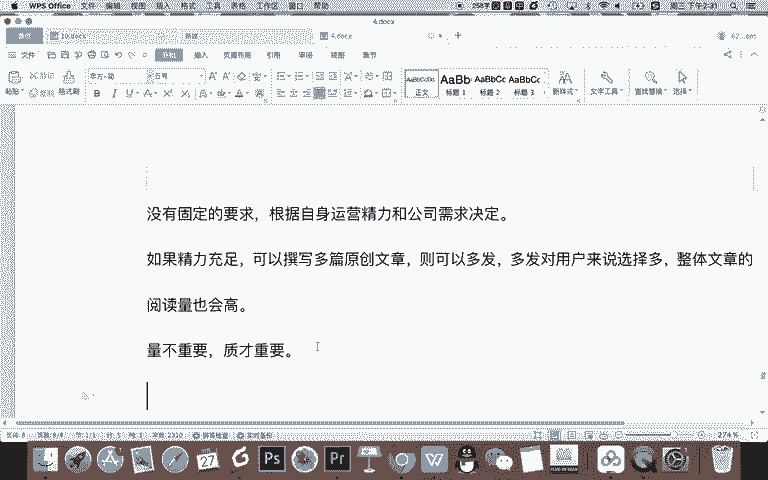 WPS Office 文件 编辑 视图 插入 格式 工具 表格 工作区 窗口 帮助
4.docx
10.docx
4.docx
文件 开始 插入 页面布局 引用 审阅 视图 章节
粘贴 格式刷 五号 正文 标题 1 标题 2 标题 3 新样式 文字工具 查找替换 选择
没有固定的要求，根据自身运营精力和公司需求决定。
如果精力充足，可以撰写多篇原创文章，则可以多发，多发对用户来说选择多，整体文章的
阅读量也会高。
量不重要，质才重要。
274%
27
Ps
Pr